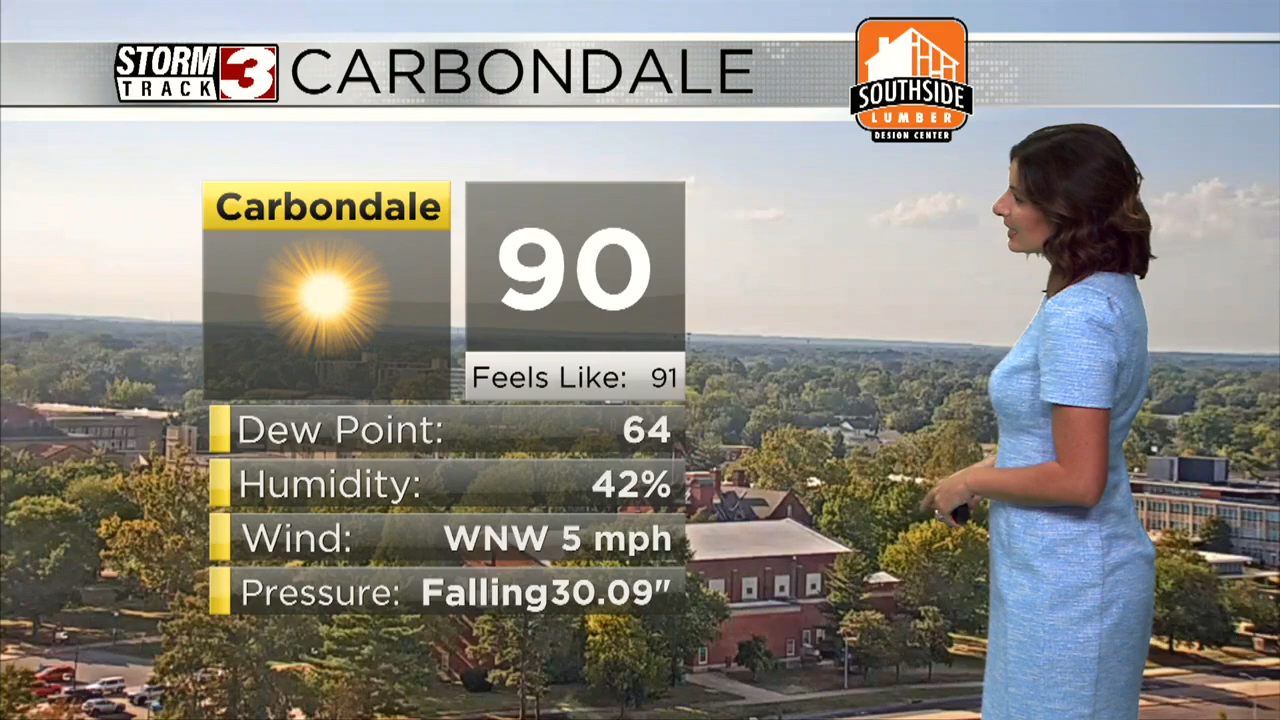 STORM
TRACK
3
CARBONDALE
SOUTHSIDE
LUMBER
DESIGN CENTER
Carbondale
90
Feels Like: 91
Dew Point: 64
Humidity: 42%
Wind: WNW 5 mph
Pressure: Falling30.09"